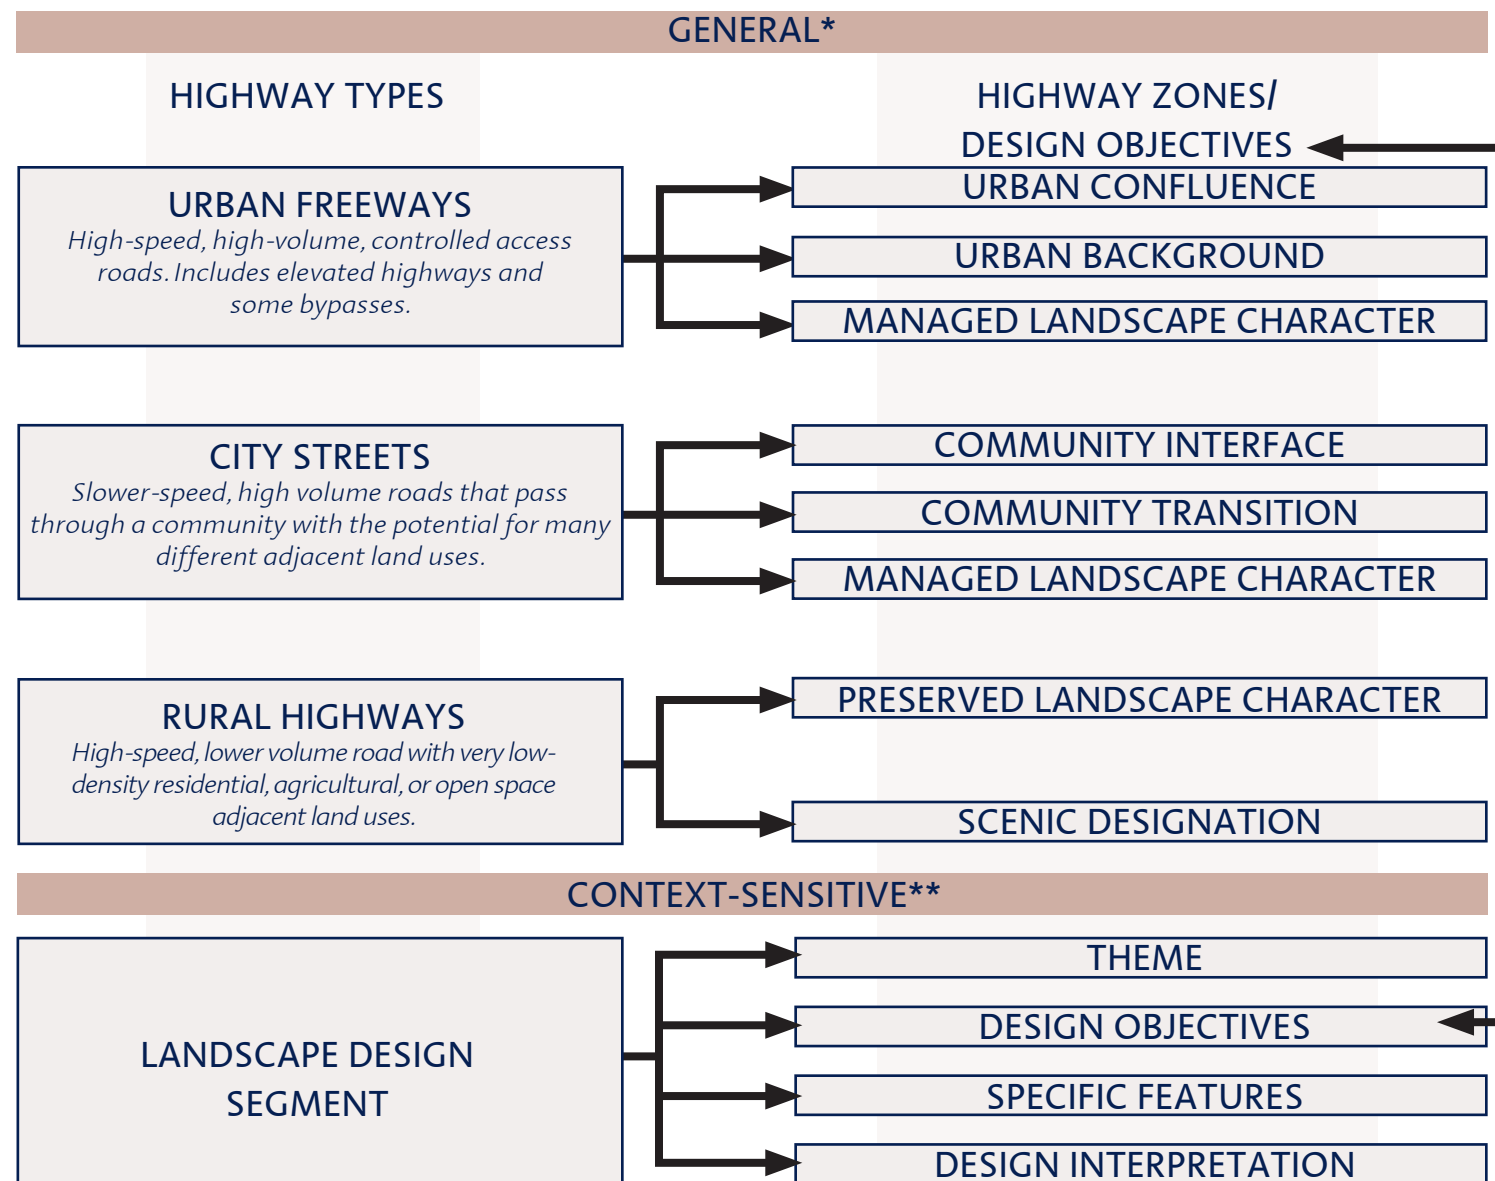 GENERAL*
HIGHWAY TYPES
HIGHWAY ZONES/
DESIGN OBJECTIVES
URBAN FREEWAYS
High-speed, high-volume, controlled access
roads. Includes elevated highways and
some bypasses.
URBAN CONFLUENCE
URBAN BACKGROUND
MANAGED LANDSCAPE CHARACTER
CITY STREETS
Slower-speed, high volume roads that pass
through a community with the potential for many
different adjacent land uses.
COMMUNITY INTERFACE
COMMUNITY TRANSITION
MANAGED LANDSCAPE CHARACTER
RURAL HIGHWAYS
High-speed, lower volume road with very low-
density residential, agricultural, or open space
adjacent land uses.
PRESERVED LANDSCAPE CHARACTER
SCENIC DESIGNATION
CONTEXT-SENSITIVE**
LANDSCAPE DESIGN
SEGMENT
THEME
DESIGN OBJECTIVES
SPECIFIC FEATURES
DESIGN INTERPRETATION